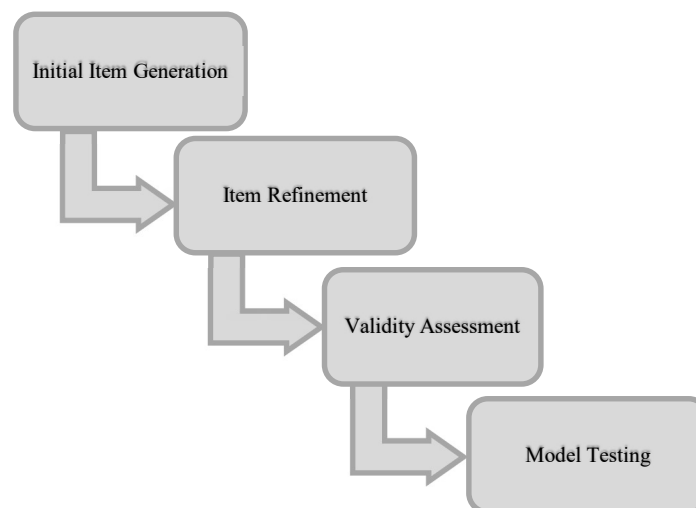 Initial Item Generation
Item Refinement
Validity Assessment
Model Testing